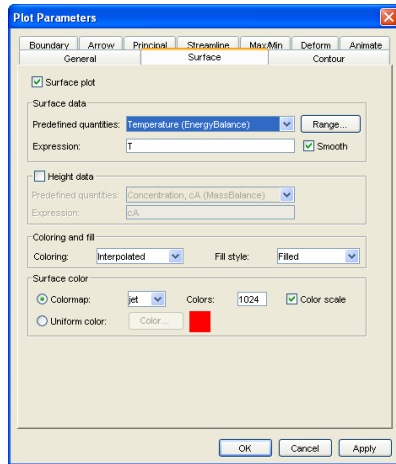 Plot Parameters
Boundary Arrow Principal Streamline Max/Min Deform Animate
General Surface Contour
Surface plot
Surface data
Predefined quantities: Temperature (EnergyBalance) Range...
Expression: T Smooth
Height data
Predefined quantities: Concentration, cA (MassBalance)
Expression: cA
Coloring and fill
Coloring: Interpolated Fill style: Filled
Surface color
Colormap: jet Colors: 1024 Color scale
Uniform color: Color...
OK Cancel Apply